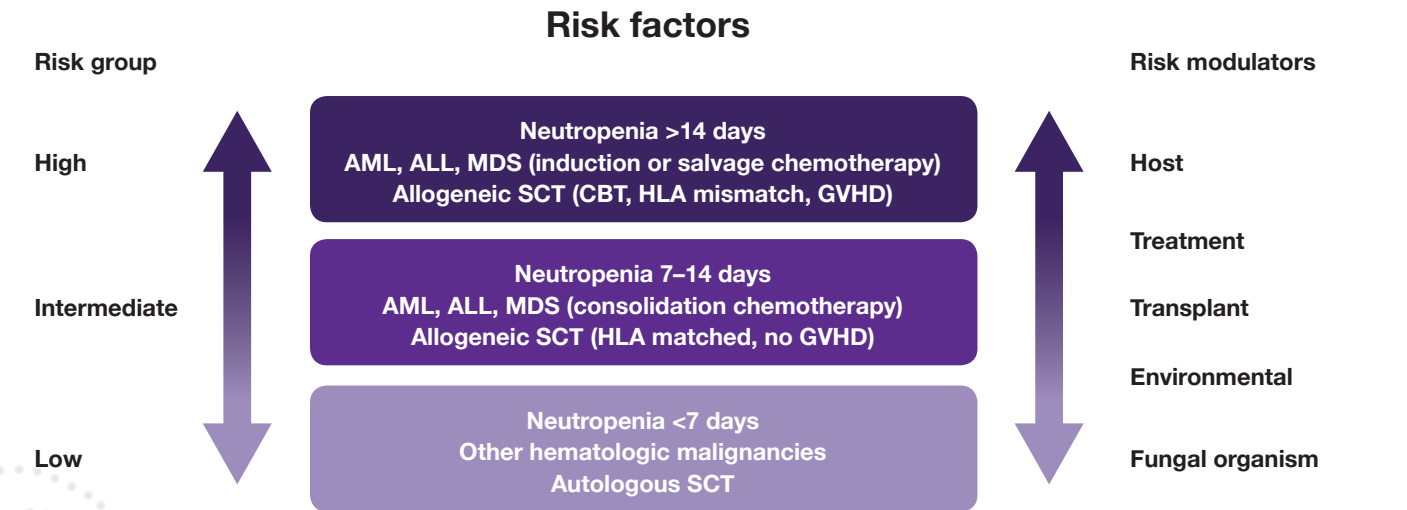 Risk factors
Risk group
Risk modulators
High
Neutropenia >14 days
AML, ALL, MDS (induction or salvage chemotherapy)
Allogeneic SCT (CBT, HLA mismatch, GVHD)
Host
Treatment
Intermediate
Neutropenia 7–14 days
AML, ALL, MDS (consolidation chemotherapy)
Allogeneic SCT (HLA matched, no GVHD)
Transplant
Environmental
Low
Neutropenia <7 days
Other hematologic malignancies
Autologous SCT
Fungal organism